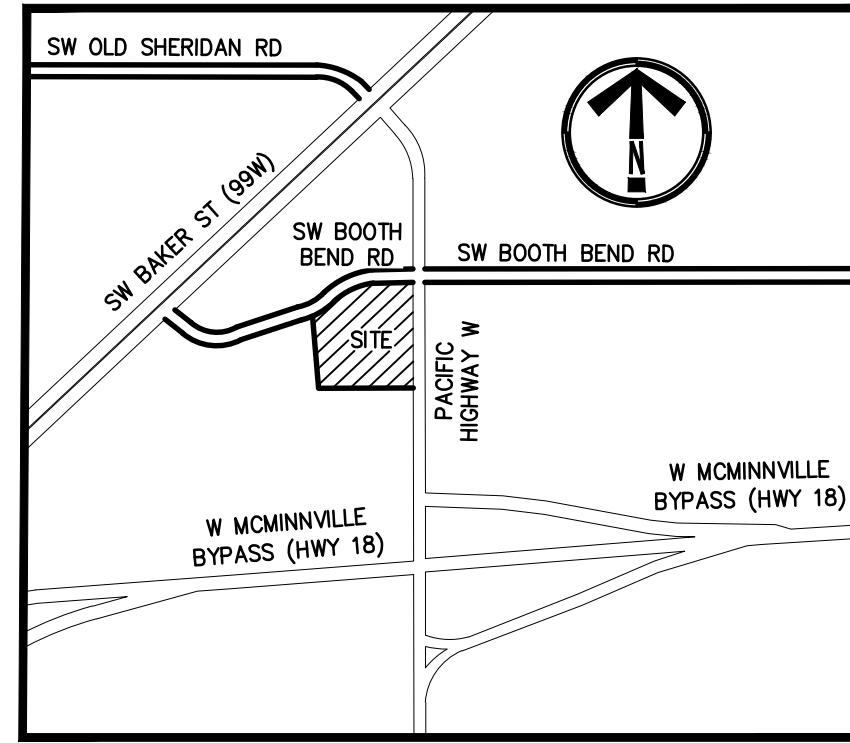 SW OLD SHERIDAN RD
N
SW BAKER ST (99W)
SW BOOTH
BEND RD
SW BOOTH BEND RD
SITE
PACIFIC
HIGHWAY W
W MCMINNVILLE
BYPASS (HWY 18)
W MCMINNVILLE
BYPASS (HWY 18)